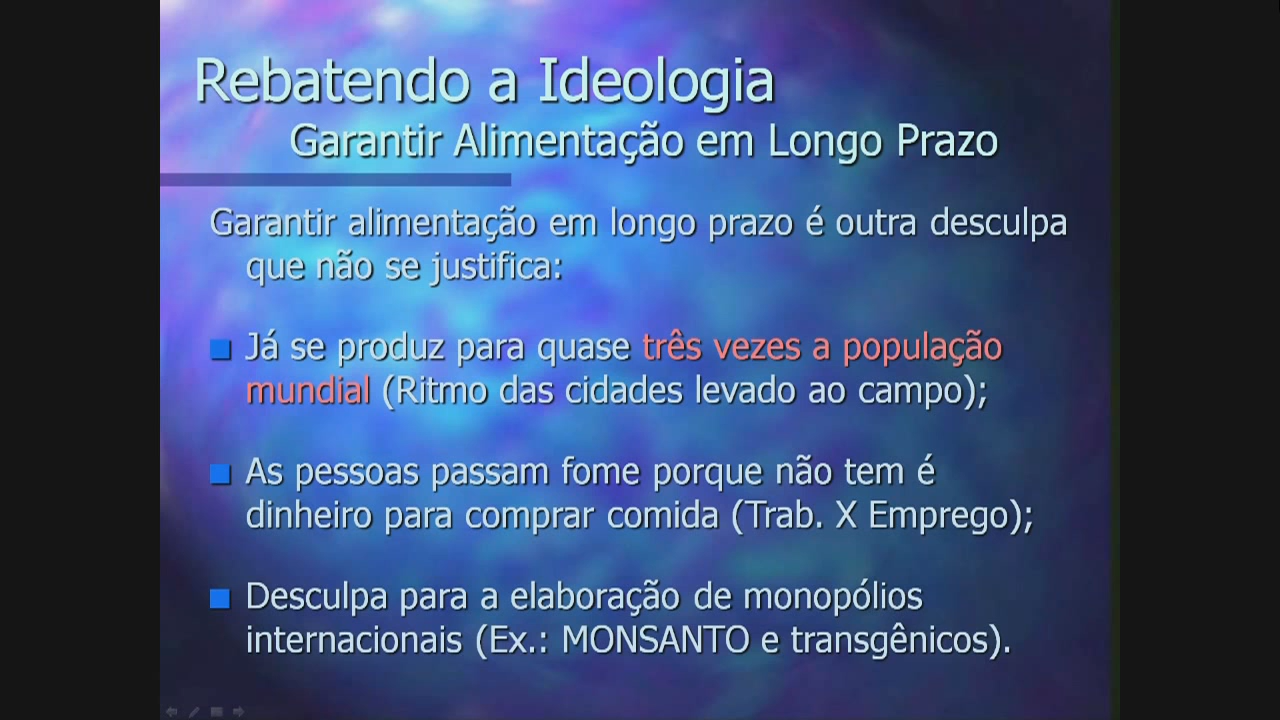 Rebatendo a Ideologia
Garantir Alimentação em Longo Prazo
Garantir alimentação em longo prazo é outra desculpa
que não se justifica:
Já se produz para quase três vezes a população
mundial (Ritmo das cidades levado ao campo);
As pessoas passam fome porque não tem é
dinheiro para comprar comida (Trab. X Emprego);
Desculpa para a elaboração de monopólios
internacionais (Ex.: MONSANTO e transgênicos).